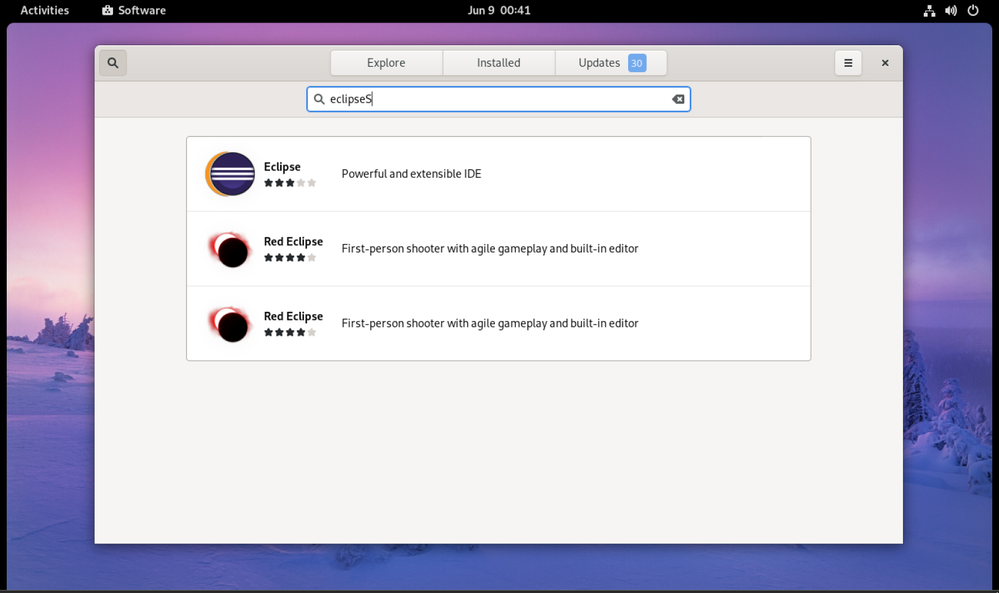 Activities Software Jun 9 00:41
Explore Installed Updates 30
eclipseS
Eclipse
Powerful and extensible IDE
Red Eclipse
First-person shooter with agile gameplay and built-in editor
Red Eclipse
First-person shooter with agile gameplay and built-in editor